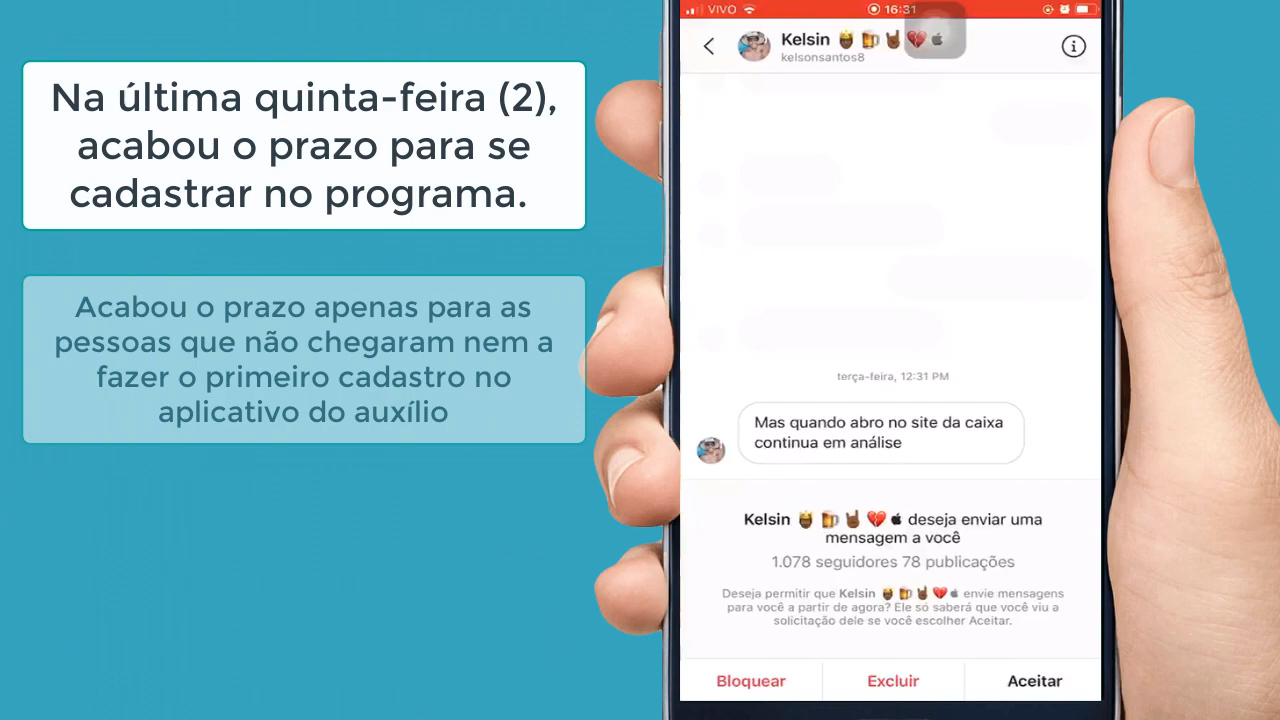 Na última quinta-feira (2),
acabou o prazo para se
cadastrar no programa.
Acabou o prazo apenas para as
pessoas que não chegaram nem a
fazer o primeiro cadastro no
aplicativo do auxílio
VIVO
16:31
Kelsin
kelsonsantos8
terça-feira, 12:31 PM
Mas quando abro no site da caixa
continua em análise
Kelsin deseja enviar uma
mensagem a você
1.078 seguidores 78 publicações
Deseja permitir que Kelsin envie mensagens
para você a partir de agora? Ele só saberá que você viu a
solicitação dele se você escolher Aceitar.
Bloquear
Excluir
Aceitar